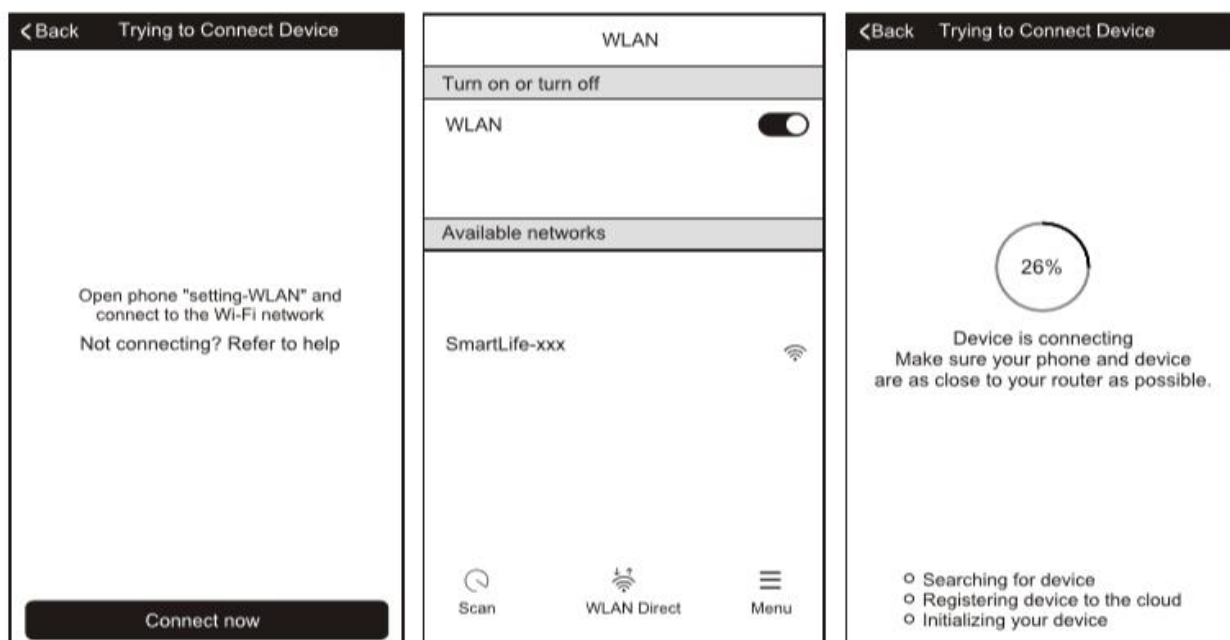 Back Trying to Connect Device
Open phone "setting-WLAN" and
connect to the Wi-Fi network
Not connecting? Refer to help
Connect now
WLAN
Turn on or turn off
WLAN
Available networks
SmartLife-xxx
Scan WLAN Direct Menu
Back Trying to Connect Device
26%
Device is connecting
Make sure your phone and device
are as close to your router as possible.
Searching for device
Registering device to the cloud
Initializing your device